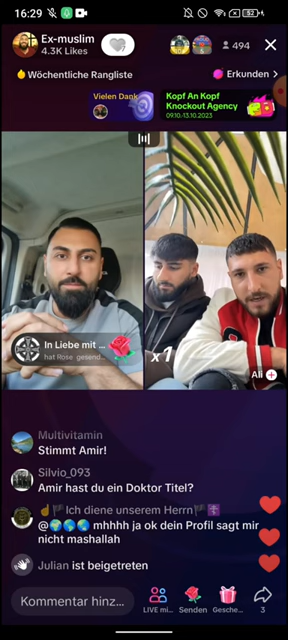 16:29
Ex-muslim
4.3K Likes
494
Wöchentliche Rangliste
Erkunden >
Vielen Dank
Kopf An Kopf
Knockout Agency
09.10-13.10.2023
In Liebe mit ...
hat Rose gesend...
x1
Ali
Multivitamin
Stimmt Amir!
Silvio_093
Amir hast du ein Doktor Titel?
☝🏴Ich diene unserem Herrn🏴☪
@🌎🌎🌎 mhhhh ja ok dein Profil sagt mir
nicht mashallah
Julian ist beigetreten
Kommentar hinz...
LIVE mi...
Senden
Gesche...
3